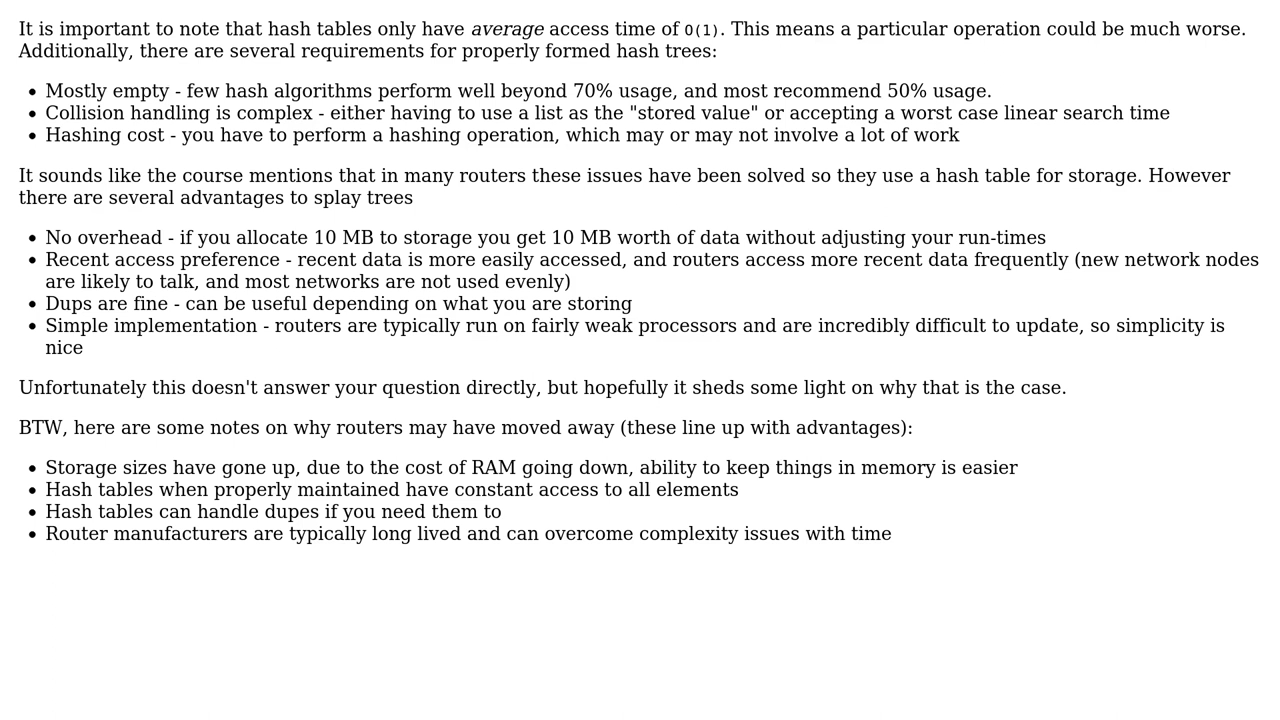 It is important to note that hash tables only have average access time of O(1). This means a particular operation could be much worse.
Additionally, there are several requirements for properly formed hash trees:
• Mostly empty - few hash algorithms perform well beyond 70% usage, and most recommend 50% usage.
• Collision handling is complex - either having to use a list as the "stored value" or accepting a worst case linear search time
• Hashing cost - you have to perform a hashing operation, which may or may not involve a lot of work
It sounds like the course mentions that in many routers these issues have been solved so they use a hash table for storage. However
there are several advantages to splay trees
• No overhead - if you allocate 10 MB to storage you get 10 MB worth of data without adjusting your run-times
• Recent access preference - recent data is more easily accessed, and routers access more recent data frequently (new network nodes
are likely to talk, and most networks are not used evenly)
• Dups are fine - can be useful depending on what you are storing
• Simple implementation - routers are typically run on fairly weak processors and are incredibly difficult to update, so simplicity is
nice
Unfortunately this doesn't answer your question directly, but hopefully it sheds some light on why that is the case.
BTW, here are some notes on why routers may have moved away (these line up with advantages):
• Storage sizes have gone up, due to the cost of RAM going down, ability to keep things in memory is easier
• Hash tables when properly maintained have constant access to all elements
• Hash tables can handle dupes if you need them to
• Router manufacturers are typically long lived and can overcome complexity issues with time